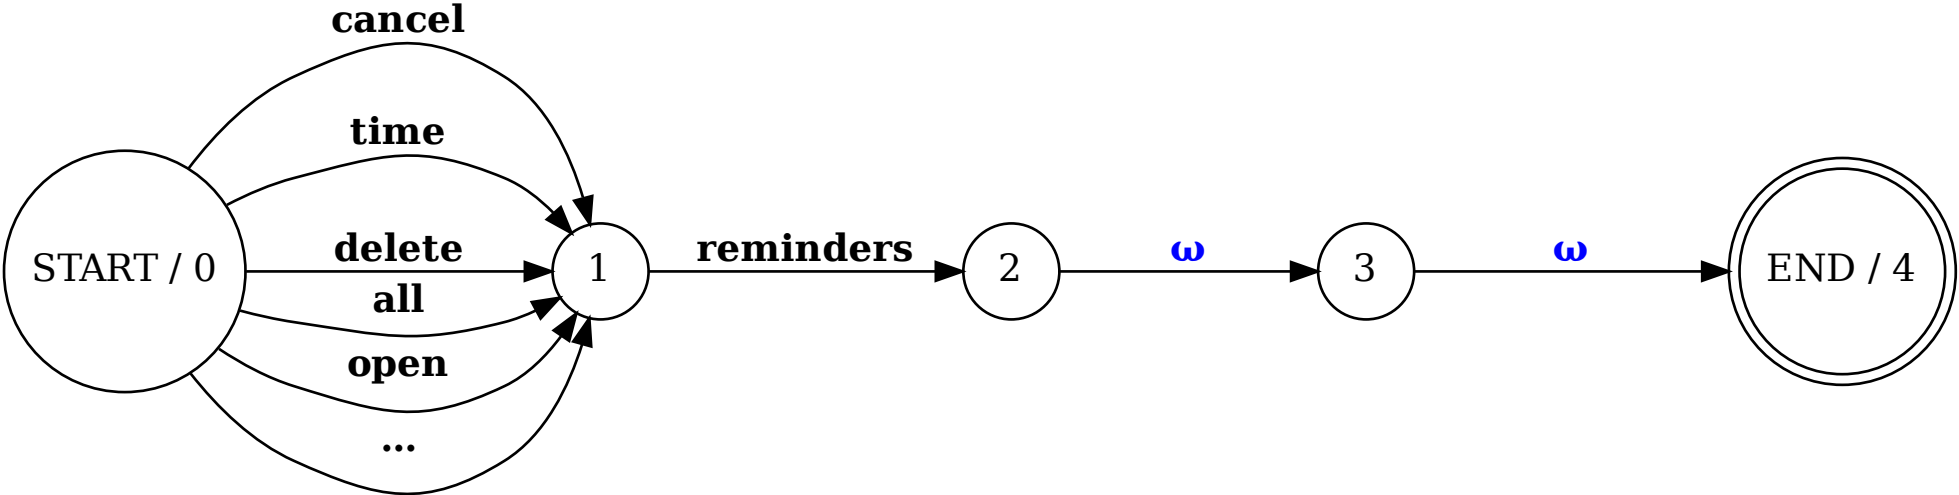 cancel
time
delete
all
open
...
START / 0
1
reminders
2
ω
3
ω
END / 4